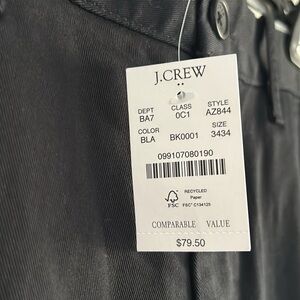 J.CREW
DEPT CLASS STYLE
BA7 0C1 AZ844
COLOR SIZE
BLA BK0001 3434
099107080190
RECYCLED
Paper
FSC FSC® C134125
COMPARABLE VALUE
$79.50